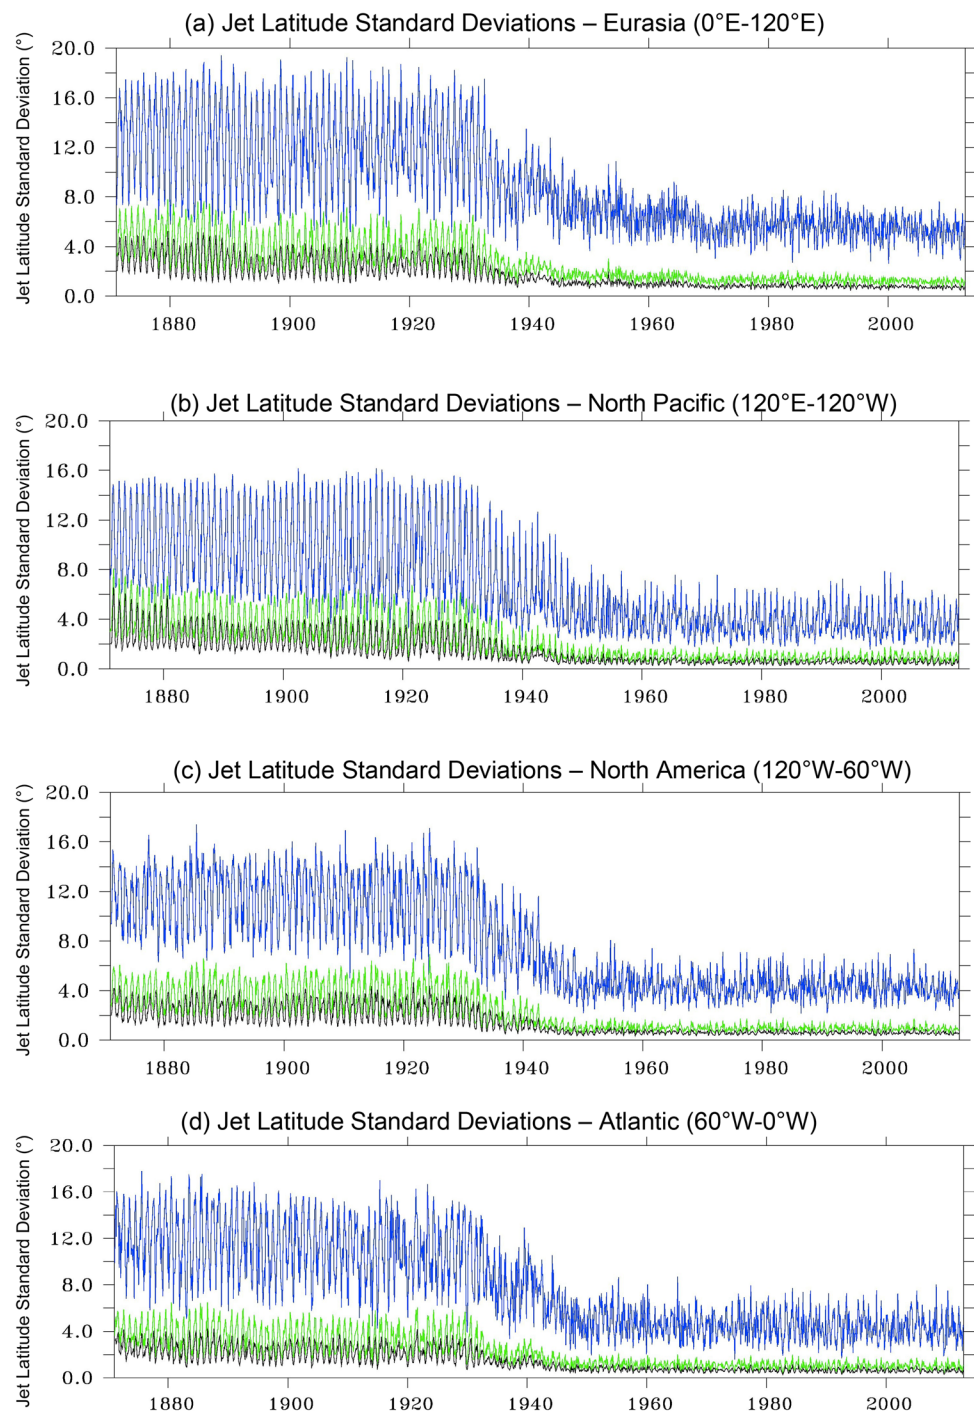 (a) Jet Latitude Standard Deviations – Eurasia (0°E-120°E)
Jet Latitude Standard Deviation (°)
20.0
16.0
12.0
8.0
4.0
0.0
1880 1900 1920 1940 1960 1980 2000
(b) Jet Latitude Standard Deviations – North Pacific (120°E-120°W)
Jet Latitude Standard Deviation (°)
20.0
16.0
12.0
8.0
4.0
0.0
1880 1900 1920 1940 1960 1980 2000
(c) Jet Latitude Standard Deviations – North America (120°W-60°W)
Jet Latitude Standard Deviation (°)
20.0
16.0
12.0
8.0
4.0
0.0
1880 1900 1920 1940 1960 1980 2000
(d) Jet Latitude Standard Deviations – Atlantic (60°W-0°W)
Jet Latitude Standard Deviation (°)
20.0
16.0
12.0
8.0
4.0
0.0
1880 1900 1920 1940 1960 1980 2000